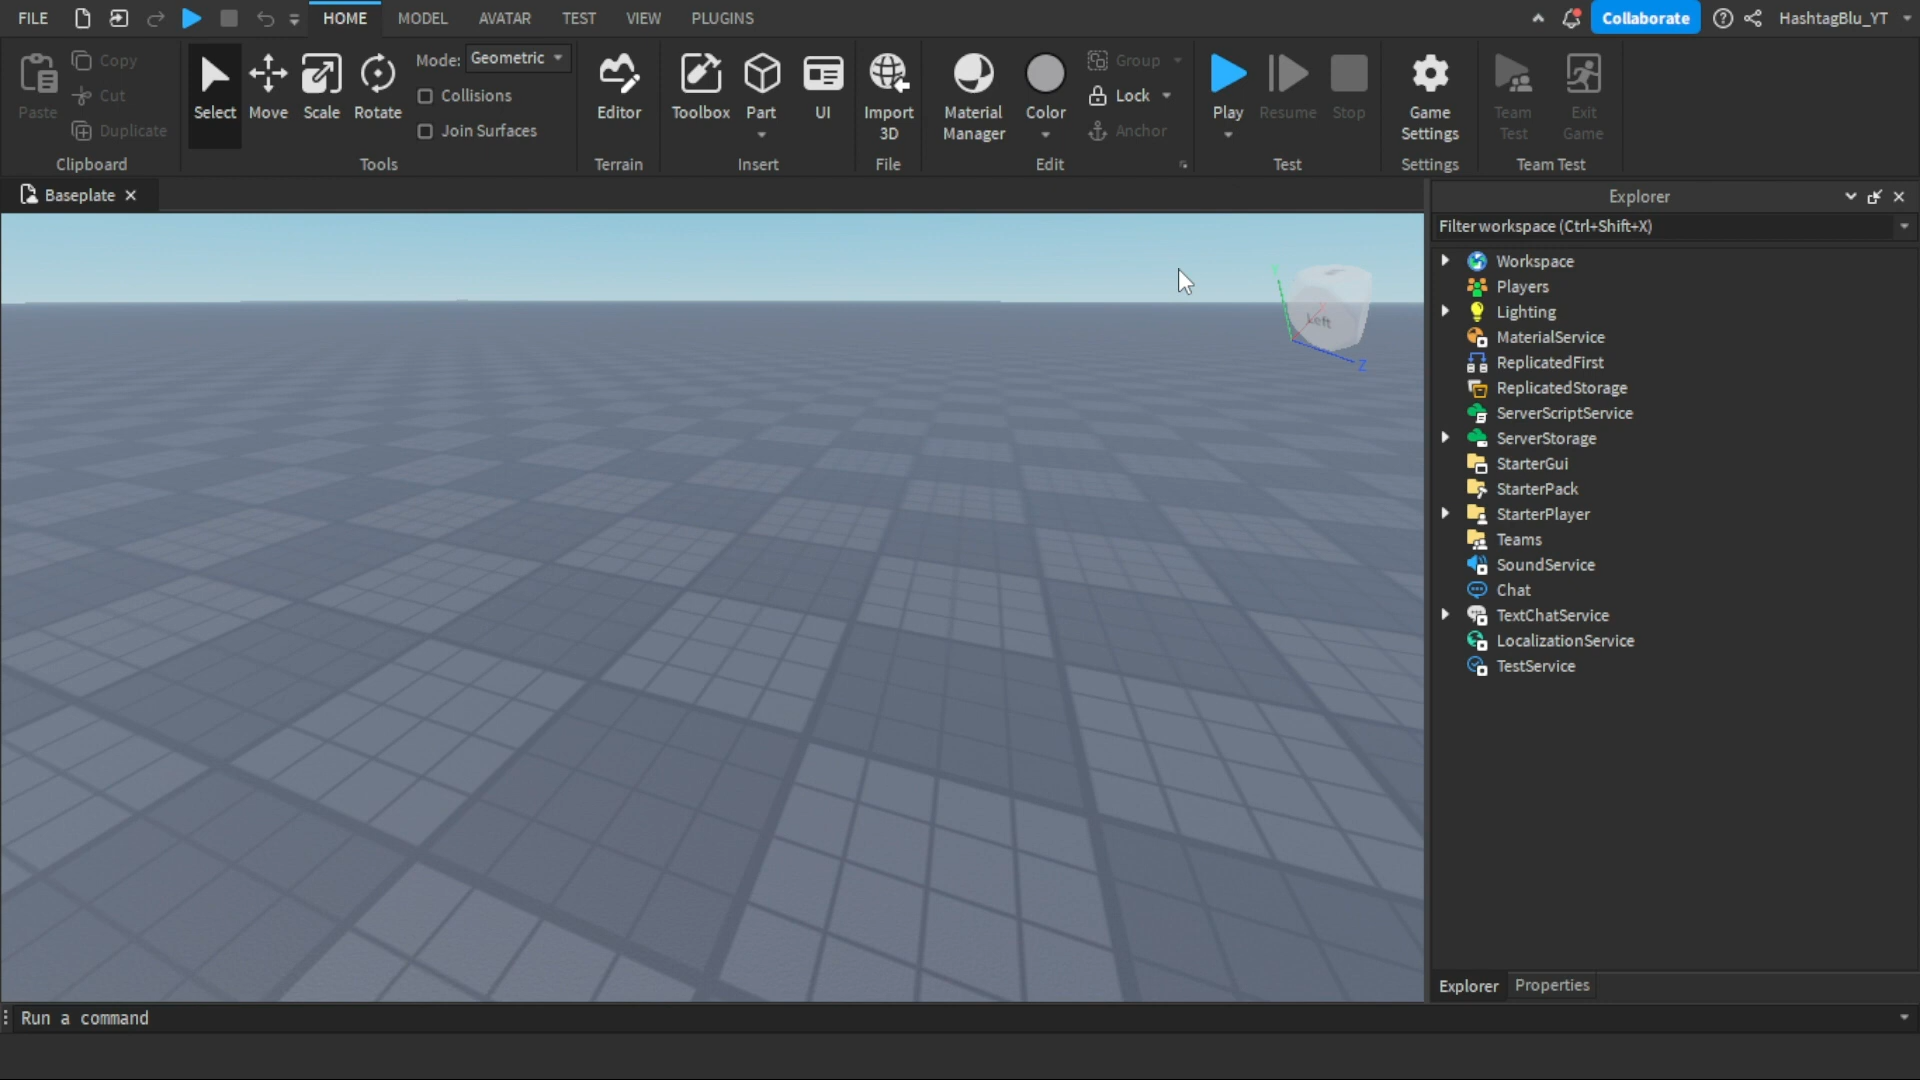 FILE HOME MODEL AVATAR TEST VIEW PLUGINS Collaborate HashtagBlu_YT
Paste Copy Cut Duplicate
Clipboard
Select Move Scale Rotate
Mode: Geometric
Collisions
Join Surfaces
Tools
Editor
Terrain
Toolbox Part UI
Insert
Import 3D
File
Material Manager
Color
Group
Lock
Anchor
Edit
Play Resume Stop
Test
Game Settings
Settings
Team Test
Exit Game
Team Test
Baseplate
Left
Z
Explorer
Filter workspace (Ctrl+Shift+X)
Workspace
Players
Lighting
MaterialService
ReplicatedFirst
ReplicatedStorage
ServerScriptService
ServerStorage
StarterGui
StarterPack
StarterPlayer
Teams
SoundService
Chat
TextChatService
LocalizationService
TestService
Explorer Properties
Run a command